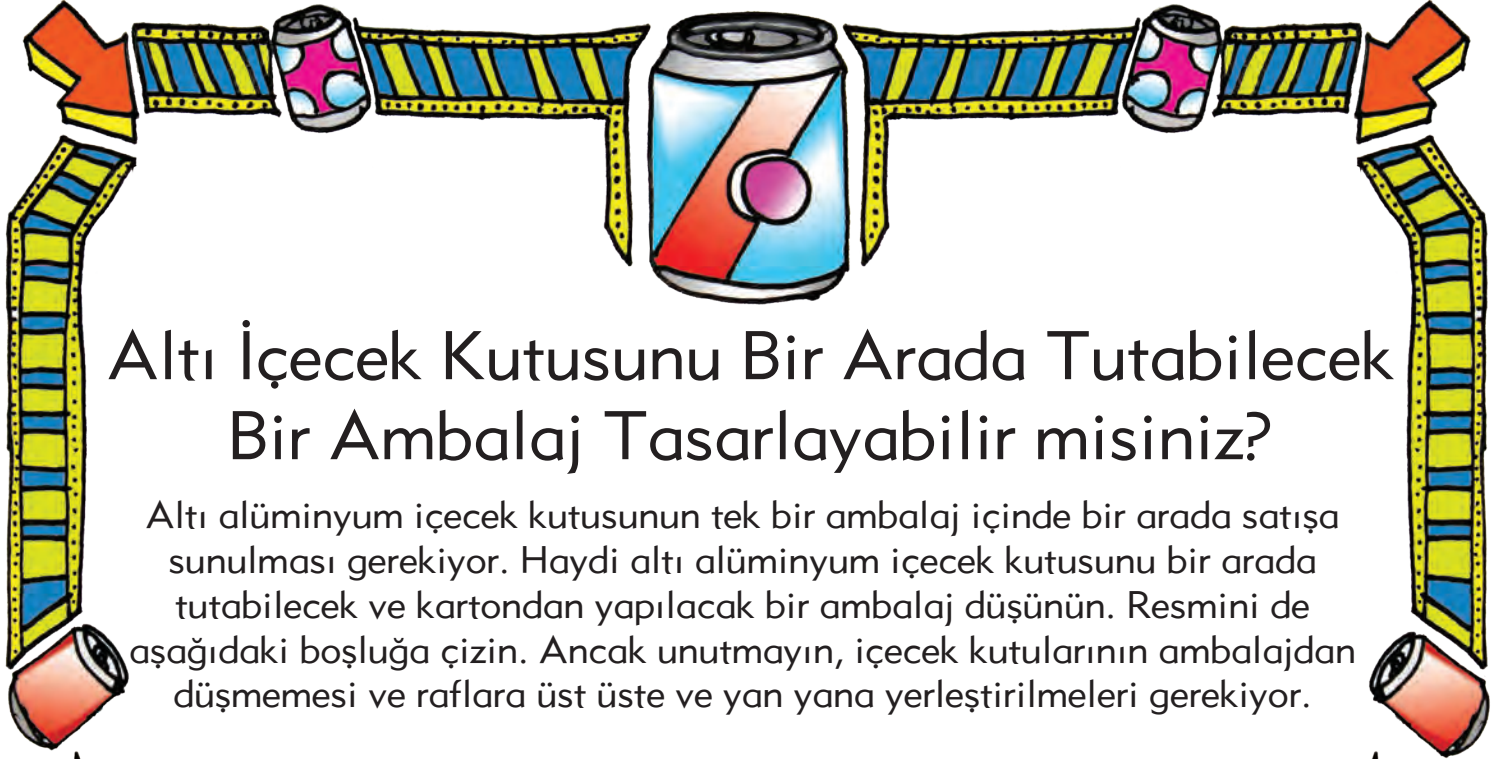 Altı İçecek Kutusunu Bir Arada Tutabilecek
Bir Ambalaj Tasarlayabilir misiniz?
Altı alüminyum içecek kutusunun tek bir ambalaj içinde bir arada satışa
sunulması gerekiyor. Haydi altı alüminyum içecek kutusunu bir arada
tutabilecek ve kartondan yapılacak bir ambalaj düşünün. Resmini de
aşağıdaki boşluğa çizin. Ancak unutmayın, içecek kutularının ambalajdan
düşmemesi ve raflara üst üste ve yan yana yerleştirilmeleri gerekiyor.